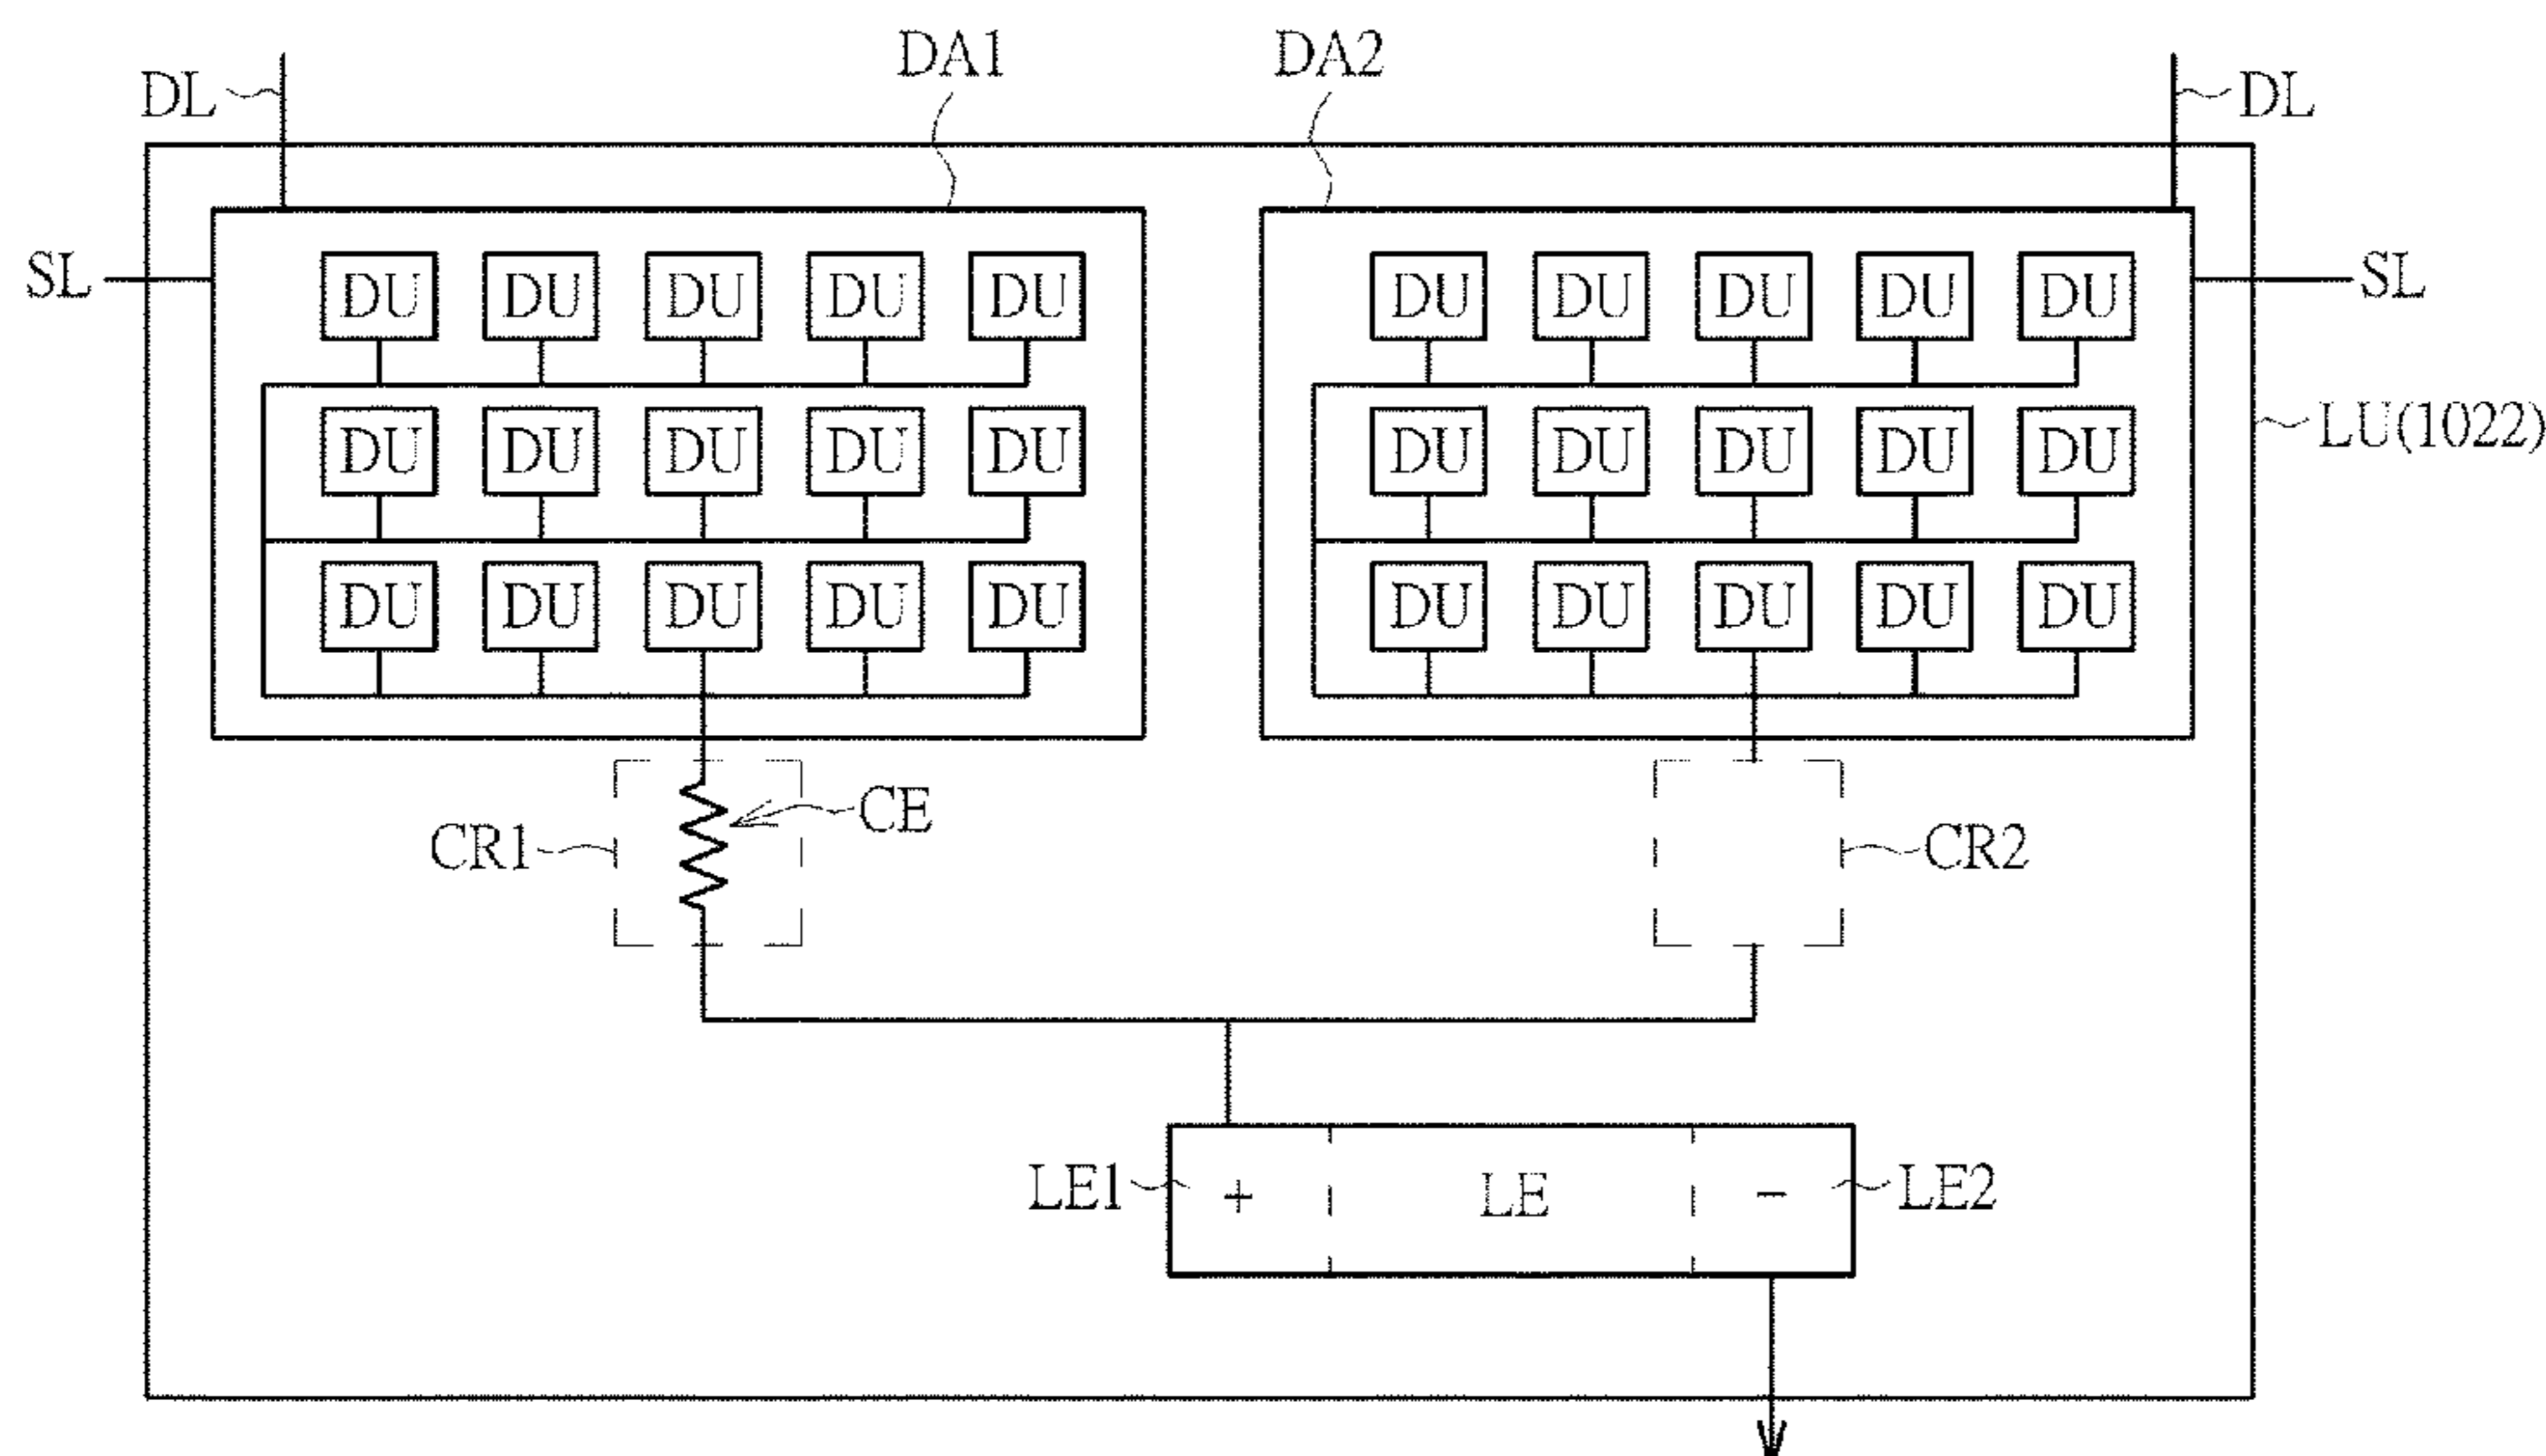 DA1 DA2
DL DL
SL DU DU DU DU DU DU DU DU DU DU SL
DU DU DU DU DU DU DU DU DU DU LU(1022)
DU DU DU DU DU DU DU DU DU DU
CE
CR1 CR2
LE1 + LE − LE2